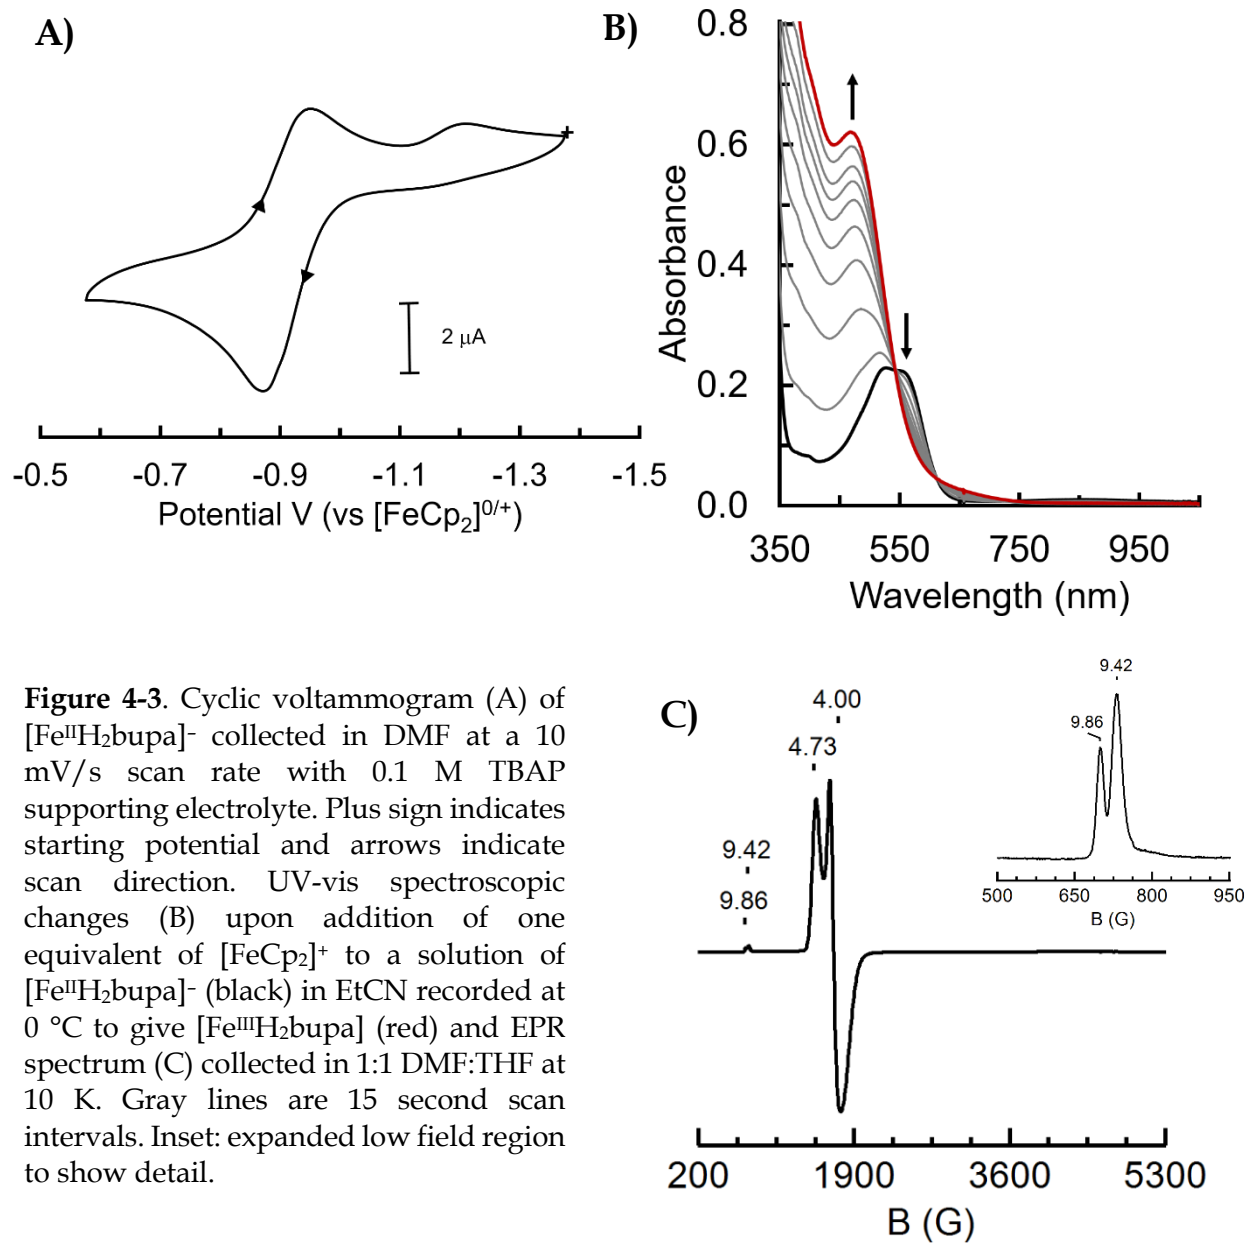 A)
2 μA
-0.5 -0.7 -0.9 -1.1 -1.3 -1.5
Potential V (vs [FeCp₂]⁰/⁺)
B)
0.8
0.6
0.4
0.2
0.0
Absorbance
350 550 750 950
Wavelength (nm)
Figure 4-3. Cyclic voltammogram (A) of
[FeᴵᴵH₂bupa]⁻ collected in DMF at a 10
mV/s scan rate with 0.1 M TBAP
supporting electrolyte. Plus sign indicates
starting potential and arrows indicate
scan direction. UV-vis spectroscopic
changes (B) upon addition of one
equivalent of [FeCp₂]⁺ to a solution of
[FeᴵᴵH₂bupa]⁻ (black) in EtCN recorded at
0 °C to give [FeᴵᴵᴵH₂bupa] (red) and EPR
spectrum (C) collected in 1:1 DMF:THF at
10 K. Gray lines are 15 second scan
intervals. Inset: expanded low field region
to show detail.
C)
4.00
4.73
9.42
9.86
200 1900 3600 5300
B (G)
9.42
9.86
500 650 800 950
B (G)